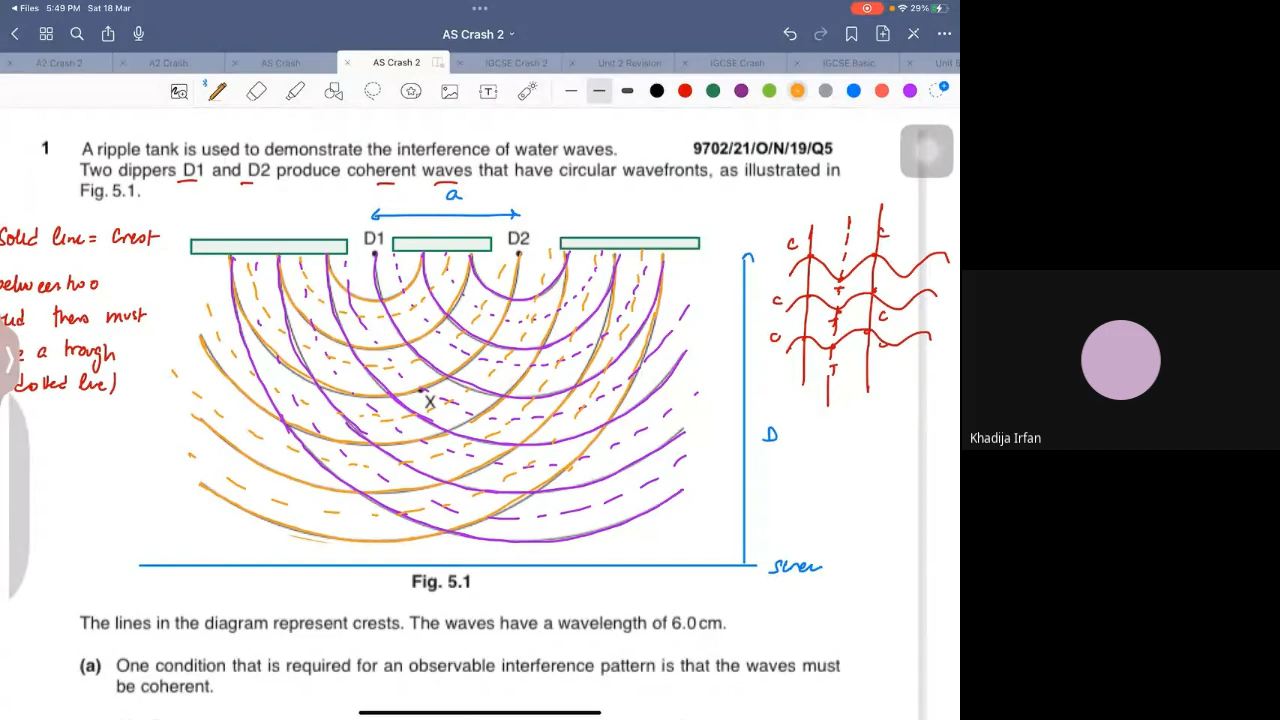 Files 5:49 PM Sat 18 Mar 29%
AS Crash 2
A2 Crash 2 A2 Crash AS Crash AS Crash 2 IGCSE Crash 2 Unit 2 Revision IGCSE Crash IGCSE Basic Unit 5
1 A ripple tank is used to demonstrate the interference of water waves. 9702/21/O/N/19/Q5
Two dippers D1 and D2 produce coherent waves that have circular wavefronts, as illustrated in
Fig. 5.1.
a
D1 D2
Solid line = Crest
between two
there must
a trough
line)
C C
T
C C
T
C C
T
X
D
Khadija Irfan
Fig. 5.1
The lines in the diagram represent crests. The waves have a wavelength of 6.0 cm.
(a) One condition that is required for an observable interference pattern is that the waves must
be coherent.